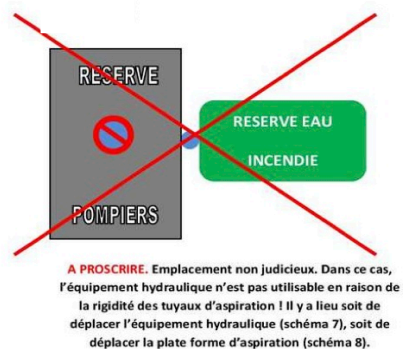 RESERVE
POMPIERS
RESERVE EAU
INCENDIE
A PROSCRIRE. Emplacement non judicieux. Dans ce cas,
l'équipement hydraulique n'est pas utilisable en raison de
la rigidité des tuyaux d'aspiration ! Il y a lieu soit de
déplacer l'équipement hydraulique (schéma 7), soit de
déplacer la plate forme d'aspiration (schéma 8).